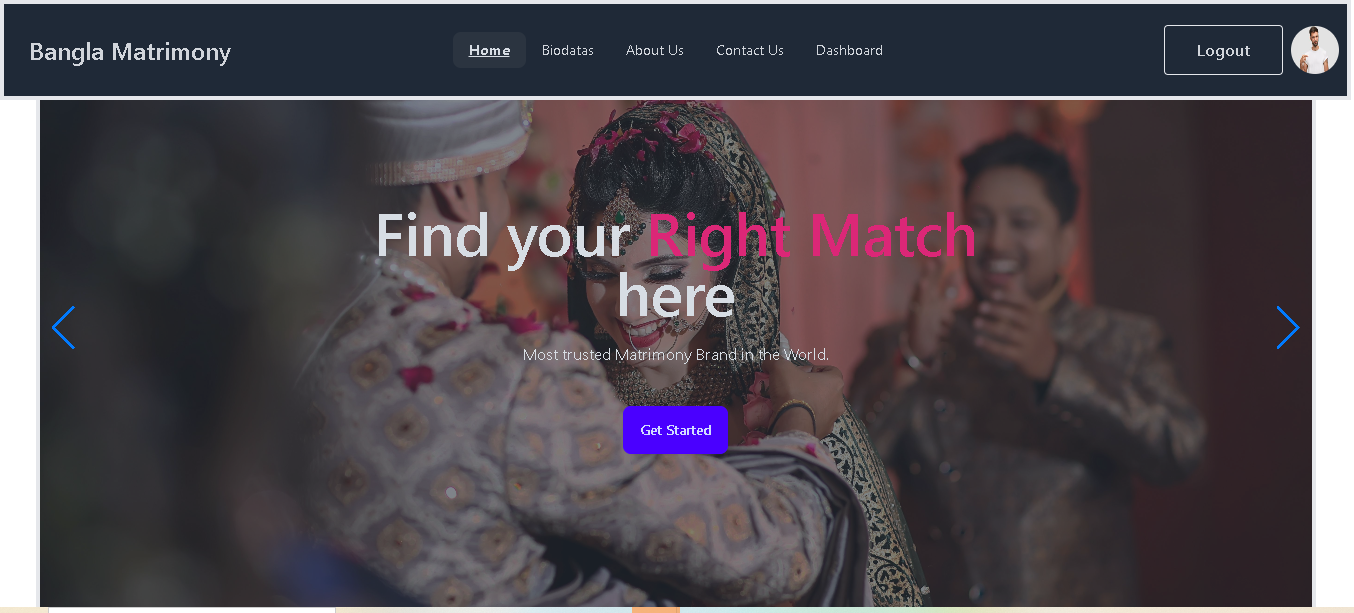 Bangla Matrimony
Home
Biodatas
About Us
Contact Us
Dashboard
Logout
Find your Right Match
here
Most trusted Matrimony Brand in the World.
Get Started